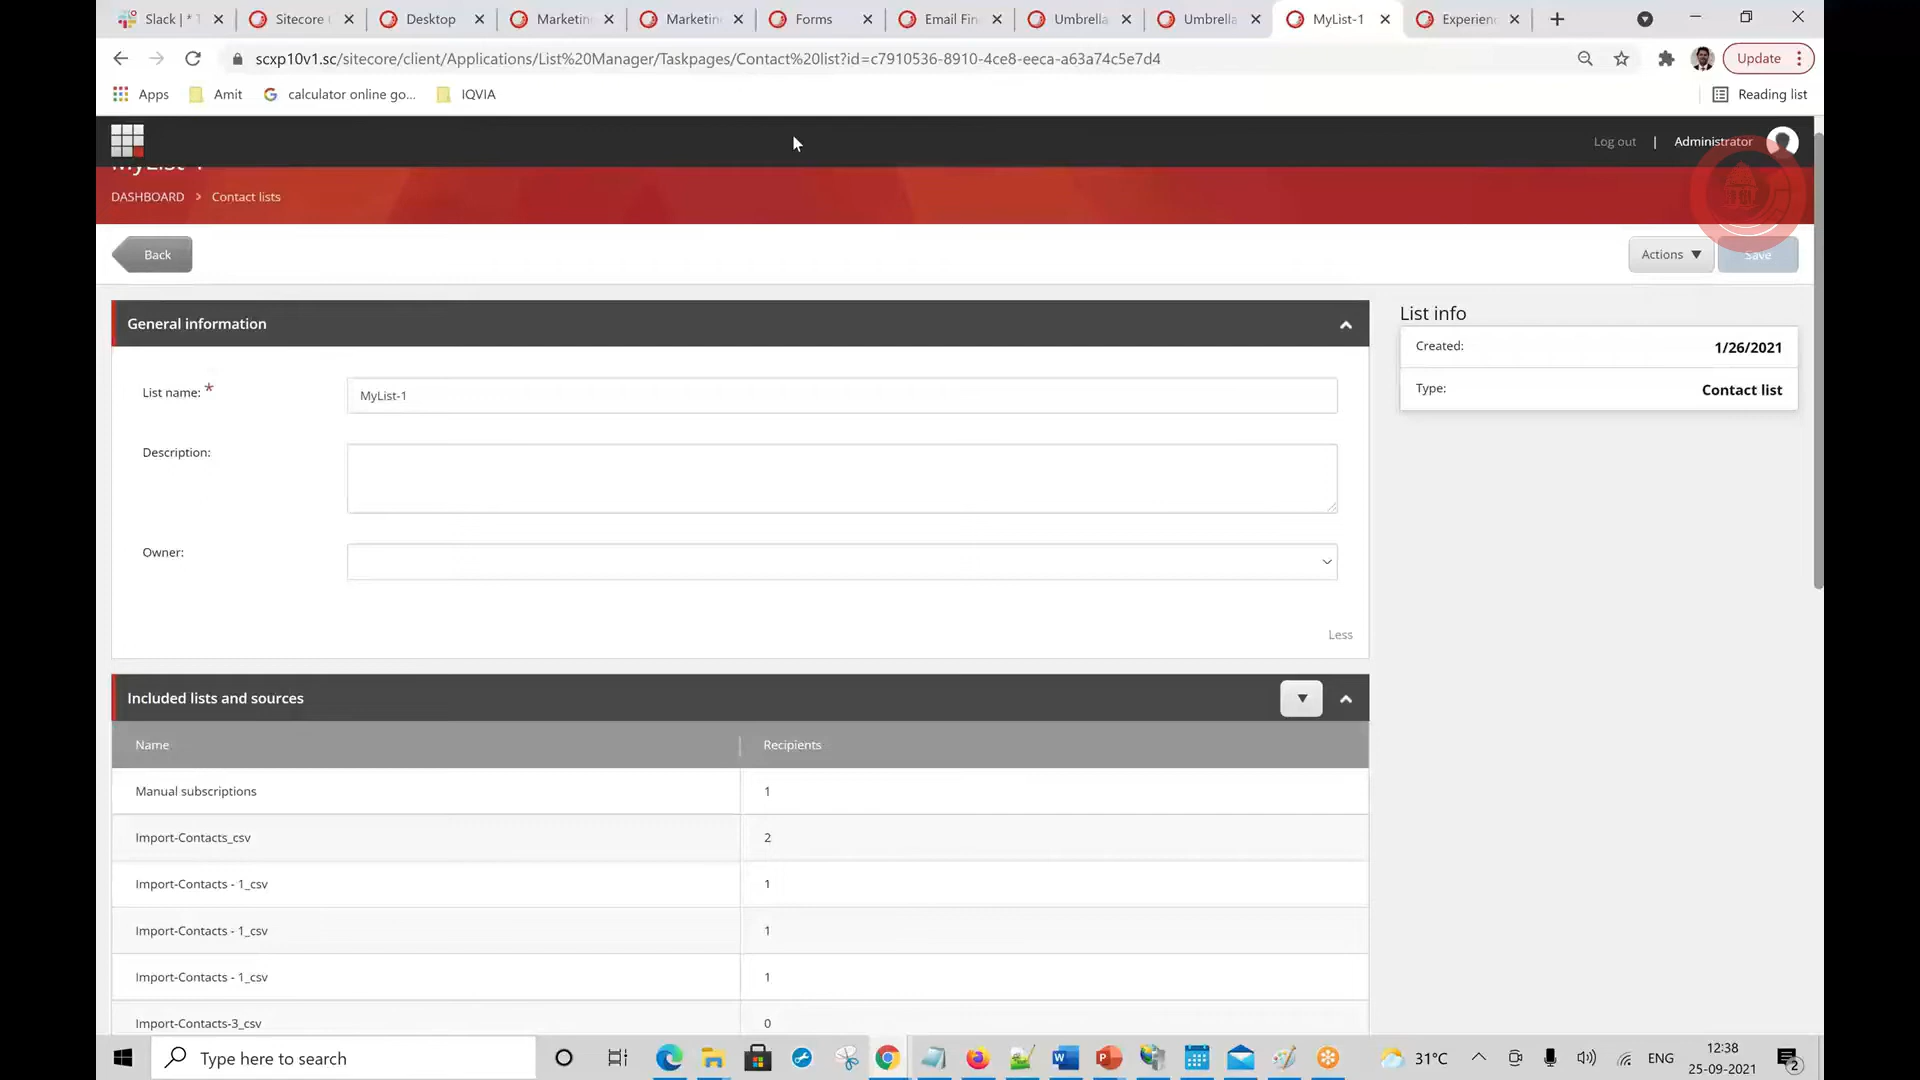 Slack | * T
Sitecore
Desktop
Marketin
Marketin
Forms
Email Fin
Umbrella
Umbrella
MyList-1
Experien
scxp10v1.sc/sitecore/client/Applications/List%20Manager/Taskpages/Contact%20list?id=c7910536-8910-4ce8-eeca-a63a74c5e7d4
Update
Apps
Amit
calculator online go...
IQVIA
Reading list
Log out | Administrator
MyList-1
DASHBOARD > Contact lists
Back
Actions
Save
General information
List name: *
MyList-1
Description:
Owner:
Less
List info
Created:
1/26/2021
Type:
Contact list
Included lists and sources
Name
Recipients
Manual subscriptions
1
Import-Contacts_csv
2
Import-Contacts - 1_csv
1
Import-Contacts - 1_csv
1
Import-Contacts - 1_csv
1
Import-Contacts-3_csv
0
Type here to search
31°C
ENG
12:38
25-09-2021
2